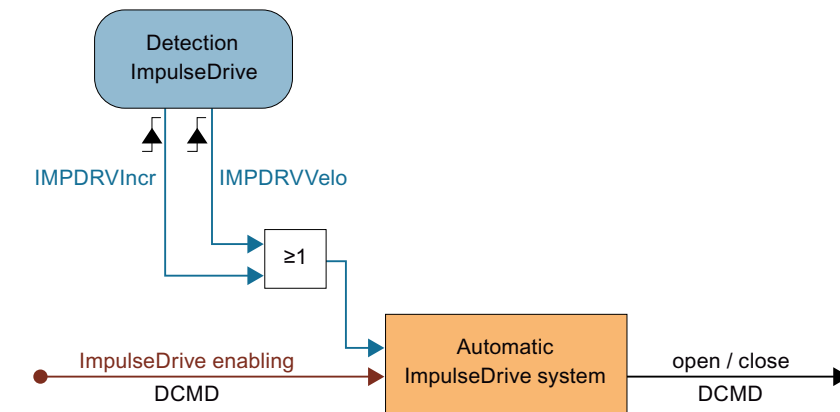 Detection
ImpulseDrive
IMPDRVIncr
IMPDRVVelo
≥1
Automatic
ImpulseDrive system
ImpulseDrive enabling
DCMD
open / close
DCMD